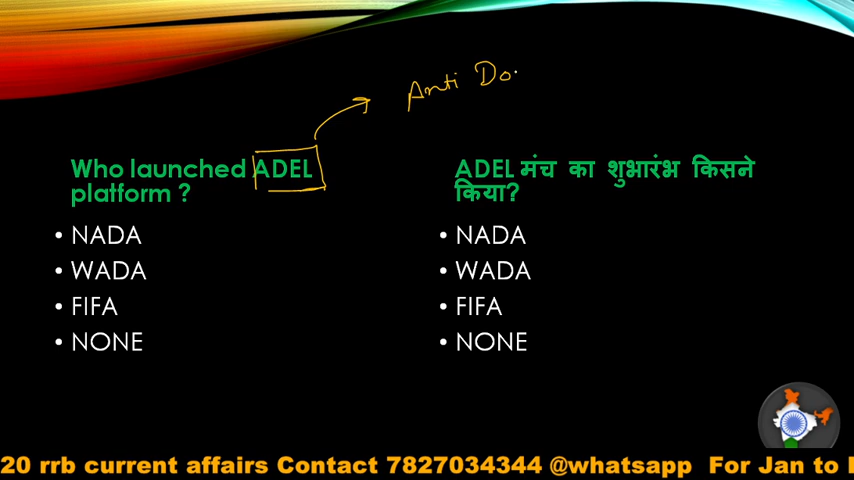 Anti Do.
Who launched ADEL
platform ?
• NADA
• WADA
• FIFA
• NONE
ADEL मंच का शुभारंभ किसने
किया?
• NADA
• WADA
• FIFA
• NONE
20 rrb current affairs Contact 7827034344 @whatsapp For Jan to